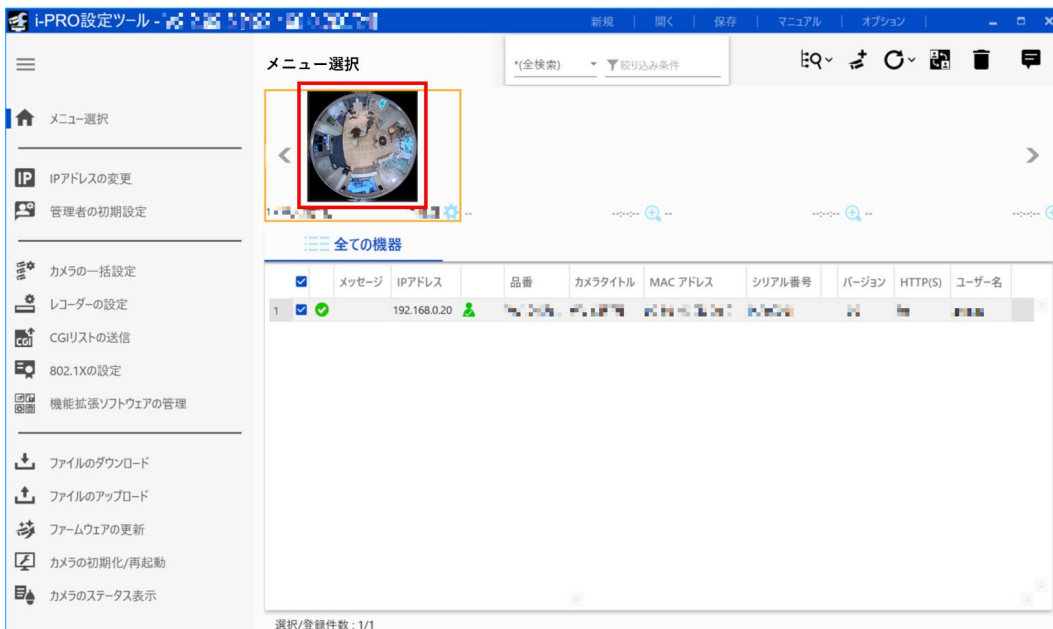 i-PRO設定ツール -
新規 | 開く | 保存 | マニュアル | オプション |
メニュー選択
*(全検索)
絞り込み条件
メニュー選択
IP IPアドレスの変更
管理者の初期設定
カメラの一括設定
レコーダーの設定
CGI CGIリストの送信
802.1Xの設定
機能拡張ソフトウェアの管理
ファイルのダウンロード
ファイルのアップロード
ファームウェアの更新
カメラの初期化/再起動
カメラのステータス表示
--
--:--:-- --
--:--:-- --
--:--:--
全ての機器
メッセージ IPアドレス 品番 カメラタイトル MAC アドレス シリアル番号 バージョン HTTP(S) ユーザー名
1 192.168.0.20
選択/登録件数 : 1/1